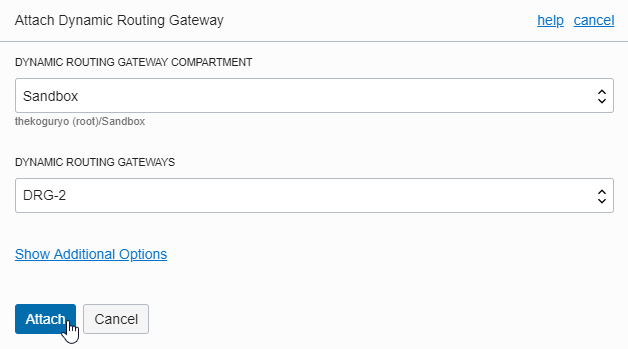 Attach Dynamic Routing Gateway help cancel
DYNAMIC ROUTING GATEWAY COMPARTMENT
Sandbox
thekoguryo (root)/Sandbox
DYNAMIC ROUTING GATEWAYS
DRG-2
Show Additional Options
Attach Cancel